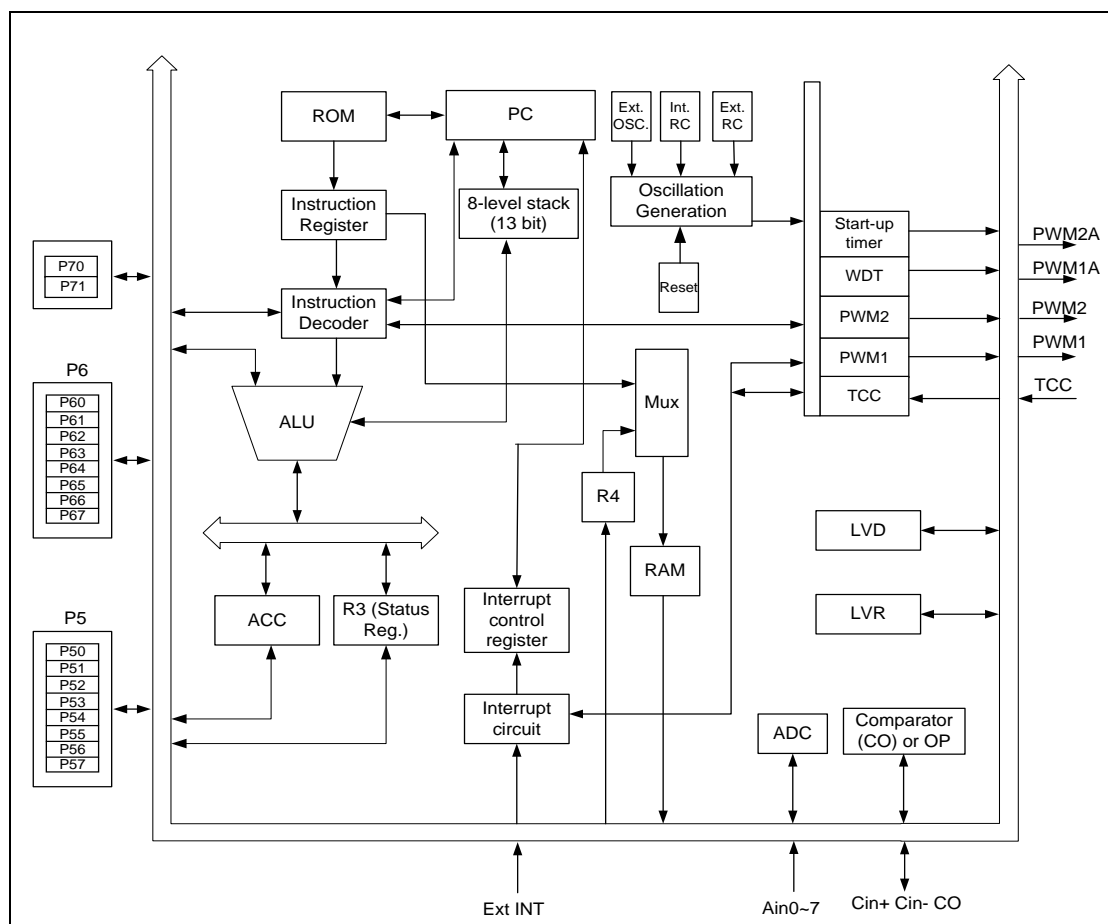 ROM
PC
Ext.
OSC.
Int.
RC
Ext.
RC
Instruction
Register
8-level stack
(13 bit)
Oscillation
Generation
Start-up
timer
PWM2A
P70
P71
Reset
WDT
PWM1A
Instruction
Decoder
PWM2
PWM2
PWM1
PWM1
P6
Mux
TCC
TCC
P60
P61
P62
P63
P64
P65
P66
P67
ALU
R4
LVD
RAM
P5
ACC
R3 (Status
Reg.)
Interrupt
control
register
LVR
P50
P51
P52
P53
P54
P55
P56
P57
Interrupt
circuit
ADC
Comparator
(CO) or OP
Ext INT
Ain0~7
Cin+ Cin- CO